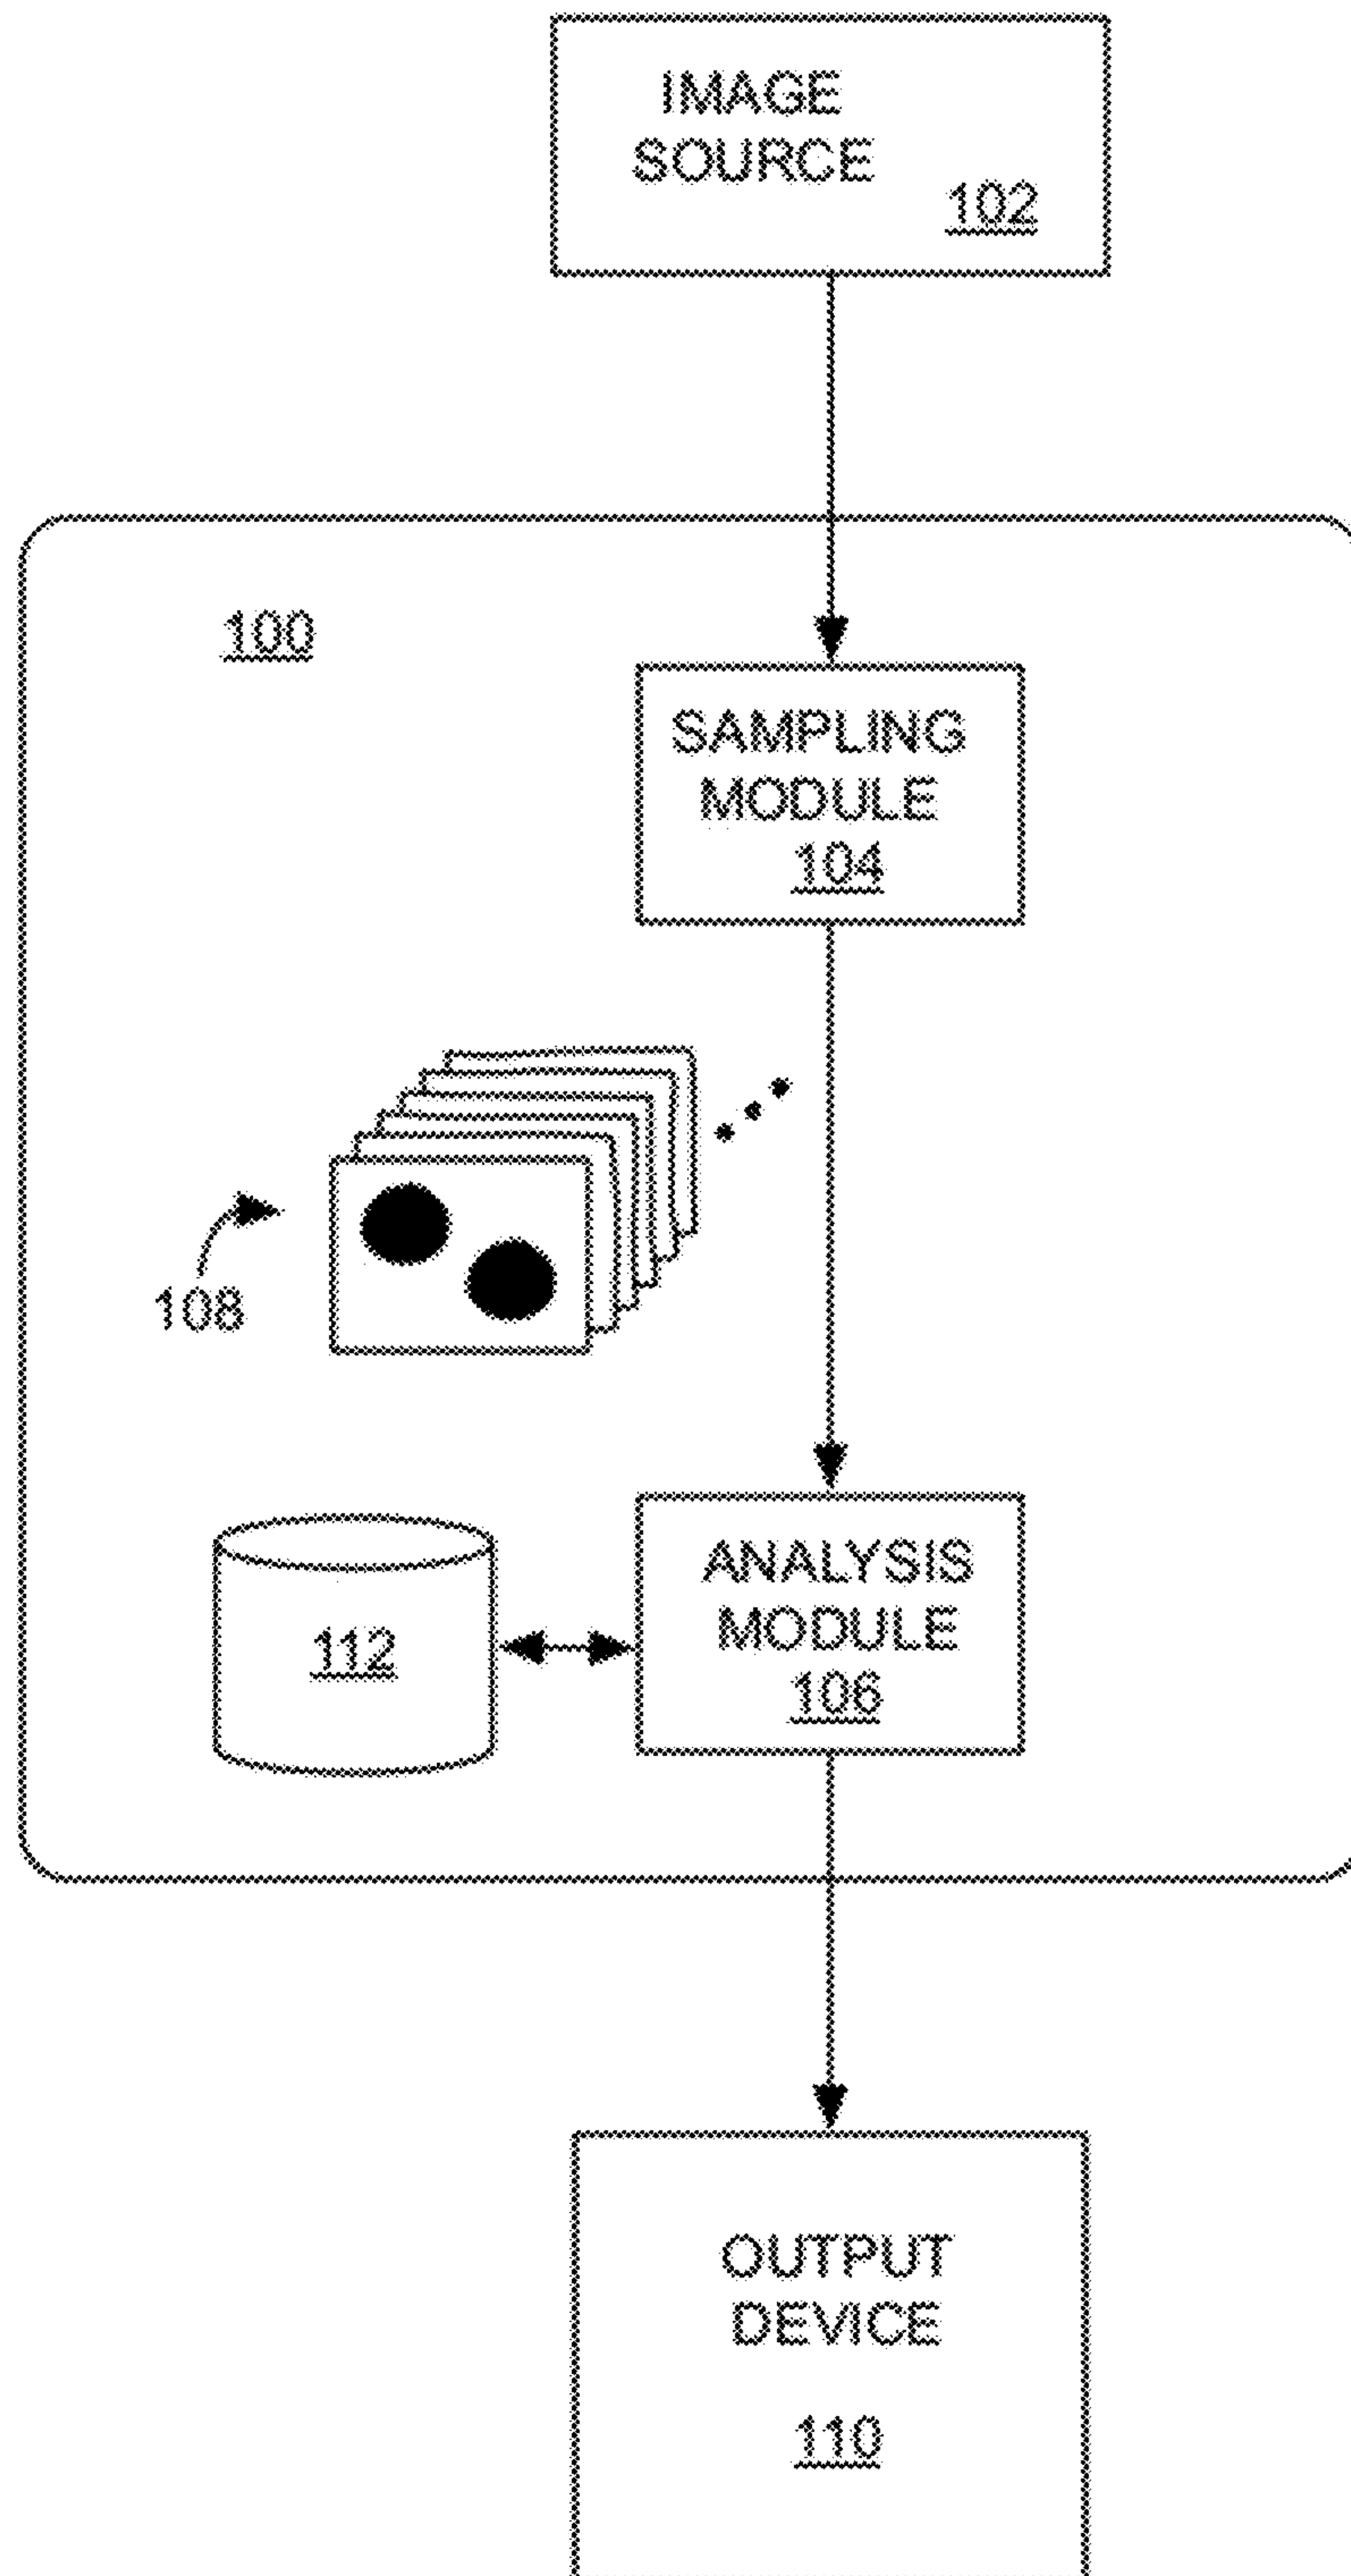 IMAGE
SOURCE
102
100
SAMPLING
MODULE
104
108
112
ANALYSIS
MODULE
106
OUTPUT
DEVICE
110